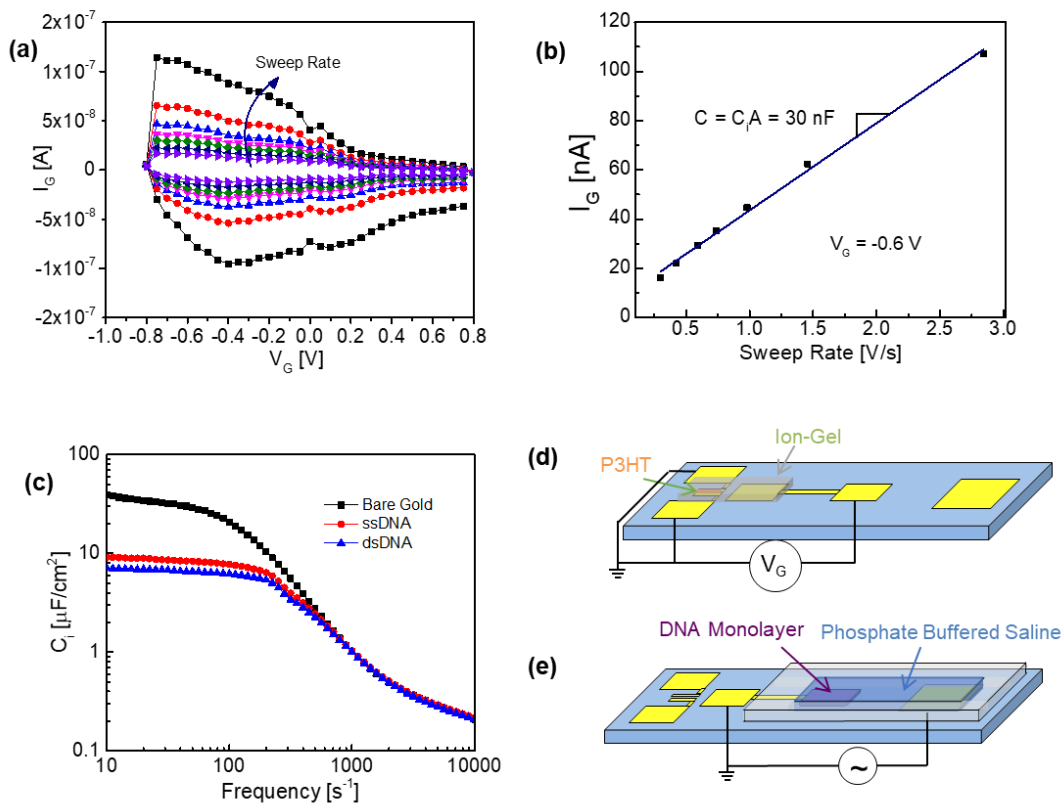 (a)
2x10⁻⁷
1x10⁻⁷
5x10⁻⁸
0
-5x10⁻⁸
-1x10⁻⁷
-2x10⁻⁷
I_G [A]
Sweep Rate
-1.0 -0.8 -0.6 -0.4 -0.2 0.0 0.2 0.4 0.6 0.8
V_G [V]
(b)
120
100
80
60
40
20
0
I_G [nA]
C = C_iA = 30 nF
V_G = -0.6 V
0.5 1.0 1.5 2.0 2.5 3.0
Sweep Rate [V/s]
(c)
100
10
1
0.1
C_i [μF/cm²]
Bare Gold
ssDNA
dsDNA
10 100 1000 10000
Frequency [s⁻¹]
(d)
Ion-Gel
P3HT
V_G
(e)
DNA Monolayer
Phosphate Buffered Saline
~